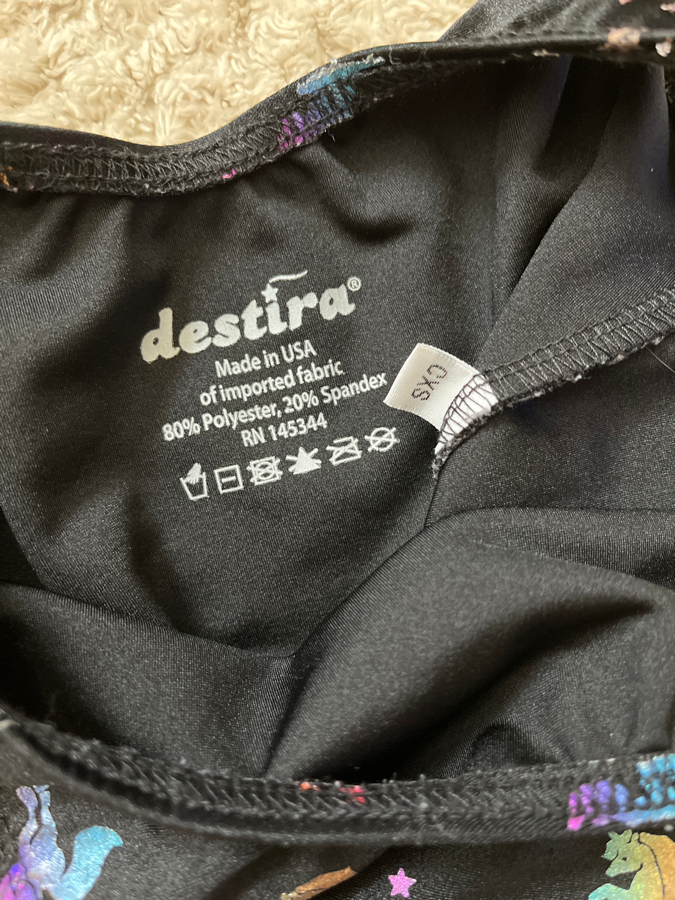 destira®
Made in USA
of imported fabric
80% Polyester, 20% Spandex
RN 145344
CXS